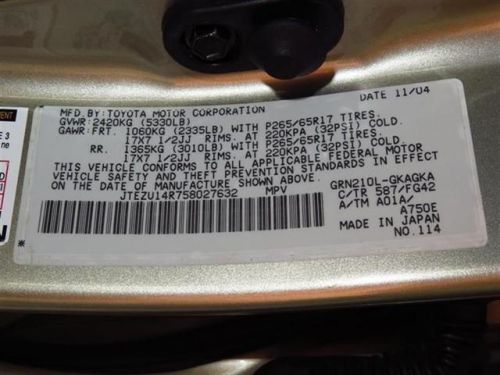 DATE 11/04
MFD.BY:TOYOTA MOTOR CORPORATION
GVWR:2420KG (5330LB)
GAWR:FRT. 1060KG (2335LB) WITH P265/65R17 TIRES.
17X7 1/2JJ RIMS. AT 220KPA (32PSI) COLD.
RR. 1365KG (3010LB) WITH P265/65R17 TIRES.
17X7 1/2JJ RIMS. AT 220KPA (32PSI) COLD.
THIS VEHICLE CONFORMS TO ALL APPLICABLE FEDERAL MOTOR
VEHICLE SAFETY AND THEFT PREVENTION STANDARDS IN EFFECT
ON THE DATE OF MANUFACTURE SHOWN ABOVE.
JTEZU14R758027632 MPV
GRN210L-GKAGKA
C/TR 587/FG42
A/TM A01A/
A750E
MADE IN JAPAN
NO.114